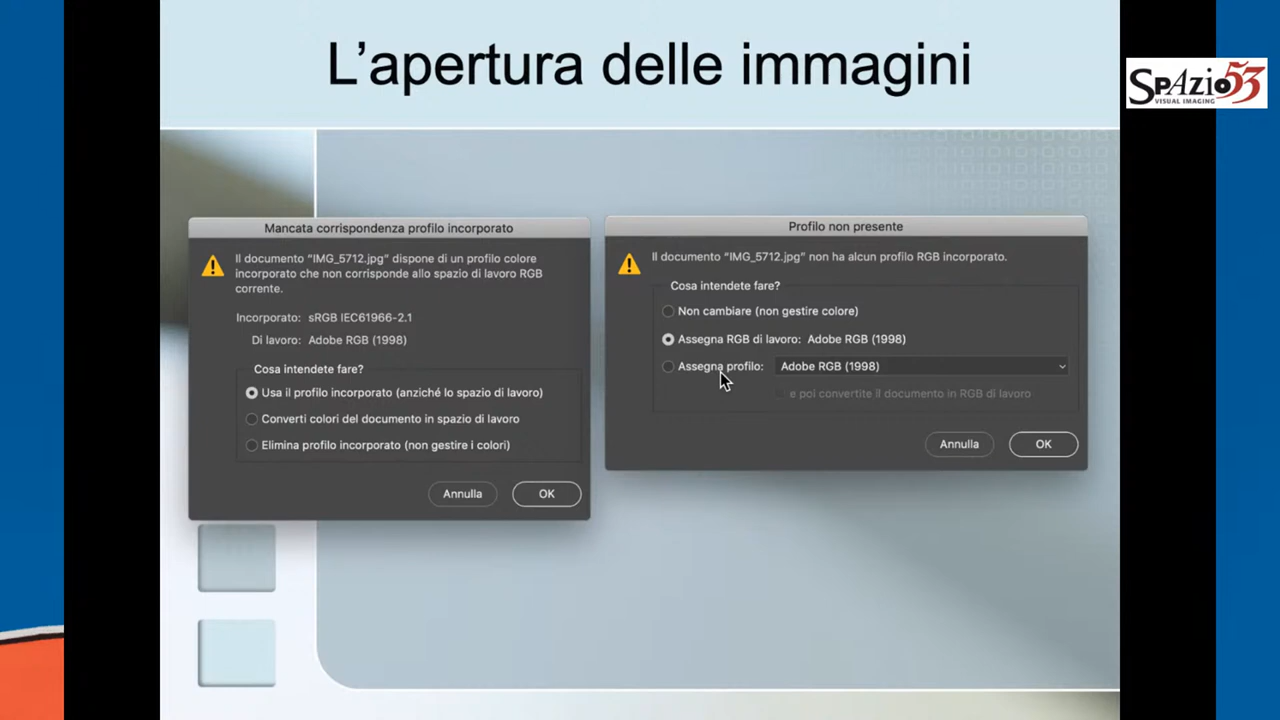 L’apertura delle immagini
SPAZIO53
VISUAL IMAGING
Mancata corrispondenza profilo incorporato
Il documento “IMG_5712.jpg” dispone di un profilo colore
incorporato che non corrisponde allo spazio di lavoro RGB
corrente.
Incorporato: sRGB IEC61966-2.1
Di lavoro: Adobe RGB (1998)
Cosa intendete fare?
Usa il profilo incorporato (anziché lo spazio di lavoro)
Converti colori del documento in spazio di lavoro
Elimina profilo incorporato (non gestire i colori)
Annulla
OK
Profilo non presente
Il documento “IMG_5712.jpg” non ha alcun profilo RGB incorporato.
Cosa intendete fare?
Non cambiare (non gestire colore)
Assegna RGB di lavoro: Adobe RGB (1998)
Assegna profilo: Adobe RGB (1998)
e poi convertite il documento in RGB di lavoro
Annulla
OK